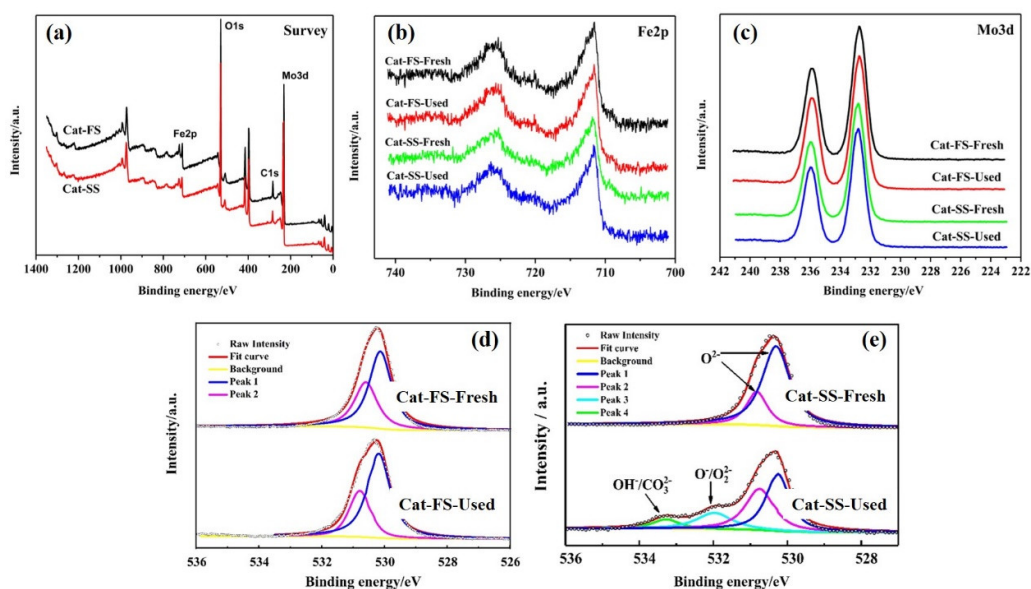 (a)
Survey
O1s
Mo3d
Fe2p
C1s
Cat-FS
Cat-SS
Intensity/a.u.
1350 1000 800 600 400 200 0
Binding energy/eV
(b)
Fe2p
Cat-FS-Fresh
Cat-FS-Used
Cat-SS-Fresh
Cat-SS-Used
Intensity/a.u.
740 730 720 710 700
Binding energy/eV
(c)
Mo3d
Cat-FS-Fresh
Cat-FS-Used
Cat-SS-Fresh
Cat-SS-Used
Intensity/a.u.
242 240 238 236 234 232 230 228 226 224 222
Binding energy/eV
(d)
Raw Intensity
Fit curve
Background
Peak 1
Peak 2
Cat-FS-Fresh
Cat-FS-Used
Intensity/a.u.
536 534 532 530 528 526
Binding energy/eV
(e)
Raw Intensity
Fit curve
Background
Peak 1
Peak 2
Peak 3
Peak 4
O²⁻
Cat-SS-Fresh
OH⁻/CO₃²⁻
O⁻/O₂²⁻
Cat-SS-Used
Intensity / a.u.
536 534 532 530 528
Binding energy/eV